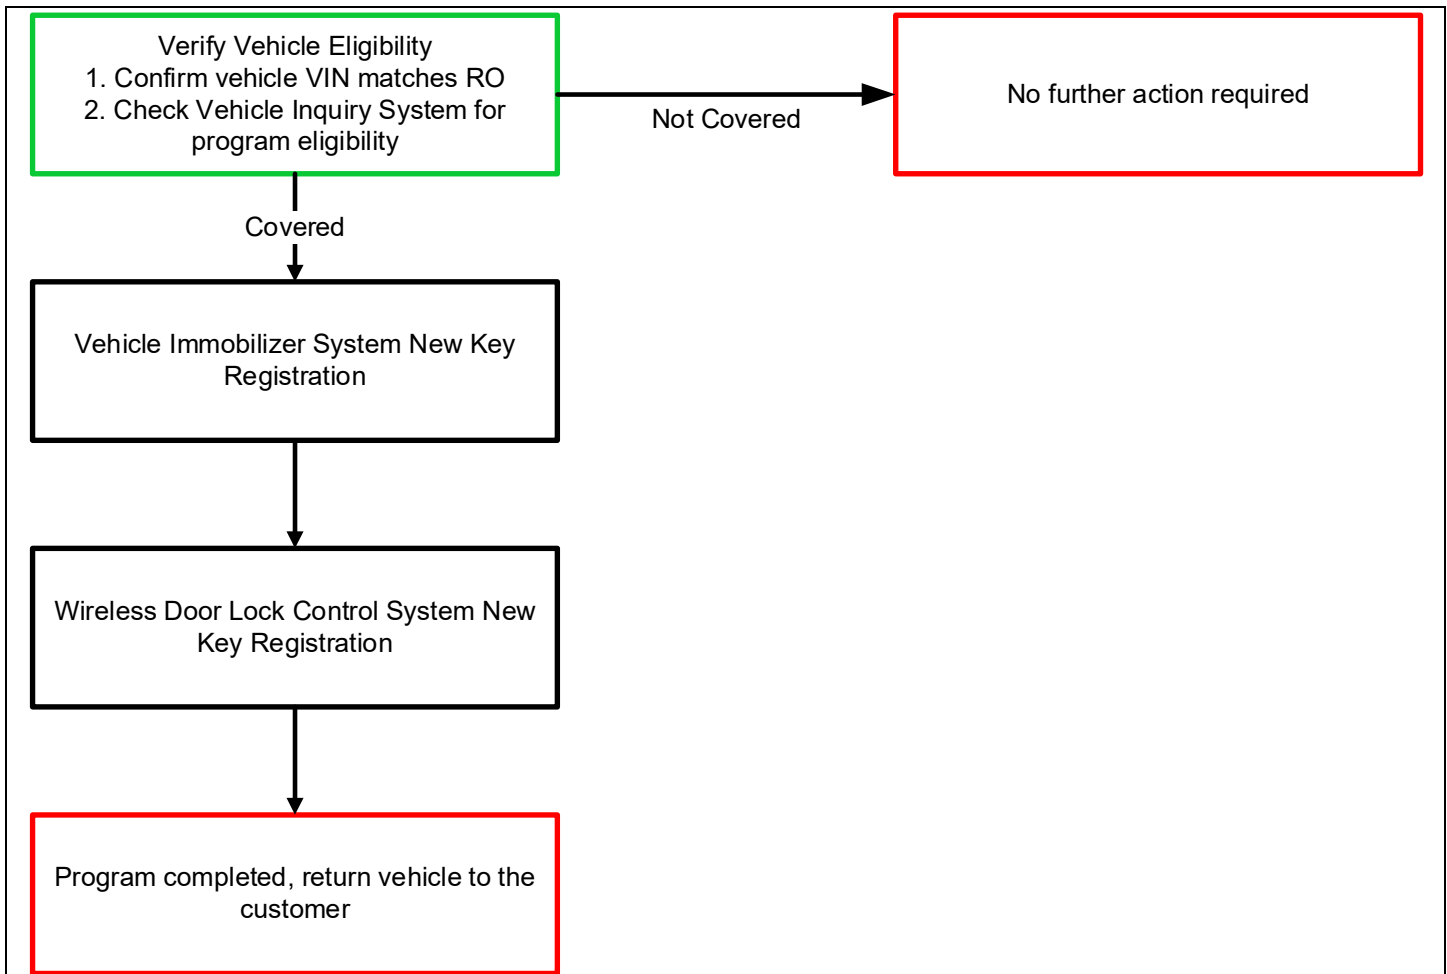 Verify Vehicle Eligibility
1. Confirm vehicle VIN matches RO
2. Check Vehicle Inquiry System for
program eligibility
Not Covered
No further action required
Covered
Vehicle Immobilizer System New Key
Registration
Wireless Door Lock Control System New
Key Registration
Program completed, return vehicle to the
customer